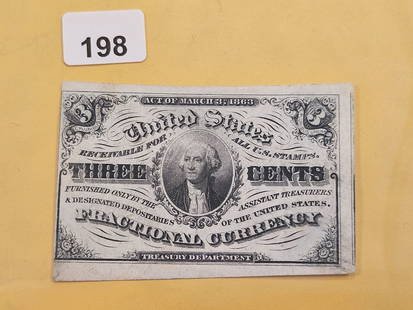 198
ACT OF MARCH 3, 1863
3 3
United States
RECEIVABLE FOR ALL U.S. STAMPS.
THREE CENTS
FURNISHED ONLY BY THE ASSISTANT TREASURERS
& DESIGNATED DEPOSITARIES OF THE UNITED STATES.
FRACTIONAL CURRENCY
TREASURY DEPARTMENT